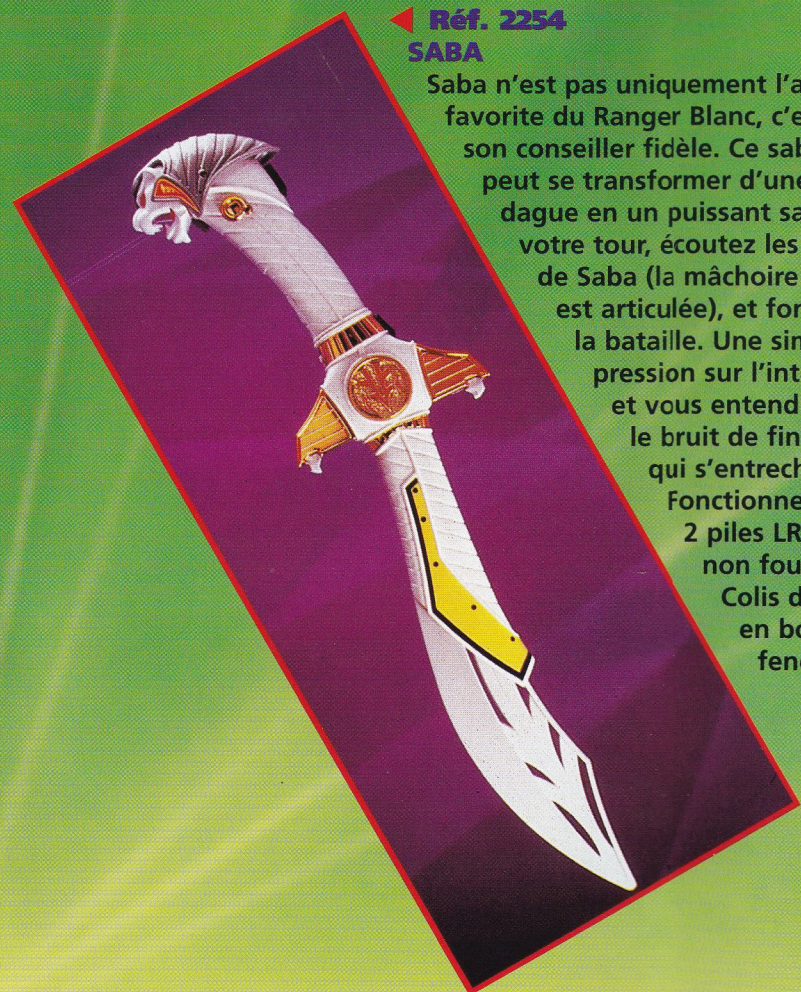 Réf. 2254
SABA
Saba n'est pas uniquement l'a
favorite du Ranger Blanc, c'e
son conseiller fidèle. Ce sab
peut se transformer d'une
dague en un puissant sa
votre tour, écoutez les
de Saba (la mâchoire
est articulée), et for
la bataille. Une sim
pression sur l'int
et vous entend
le bruit de fin
qui s'entrech
Fonctionne
2 piles LR
non fou
Colis d
en bo
fen